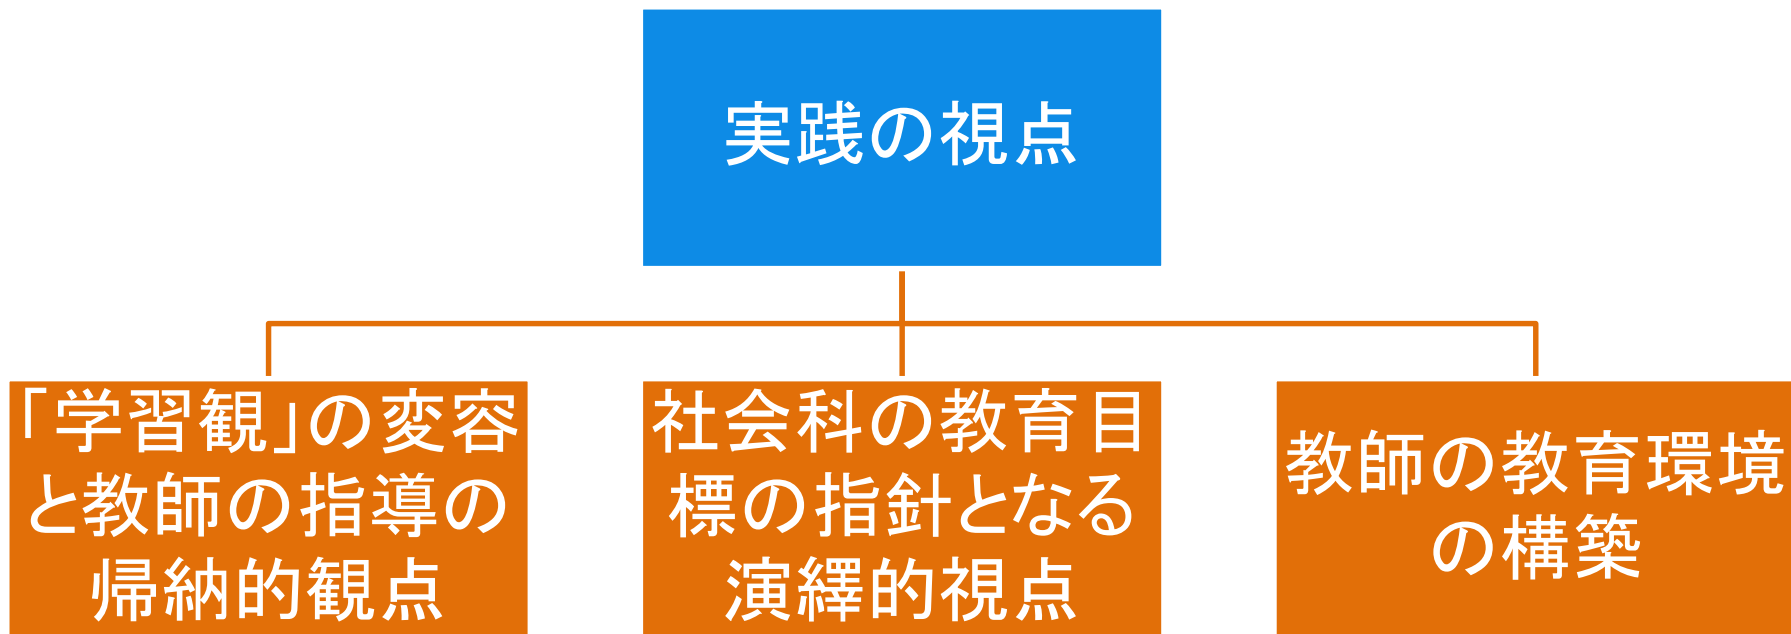 実践の視点
「学習観」の変容
と教師の指導の
帰納的観点
社会科の教育目
標の指針となる
演繹的視点
教師の教育環境
の構築